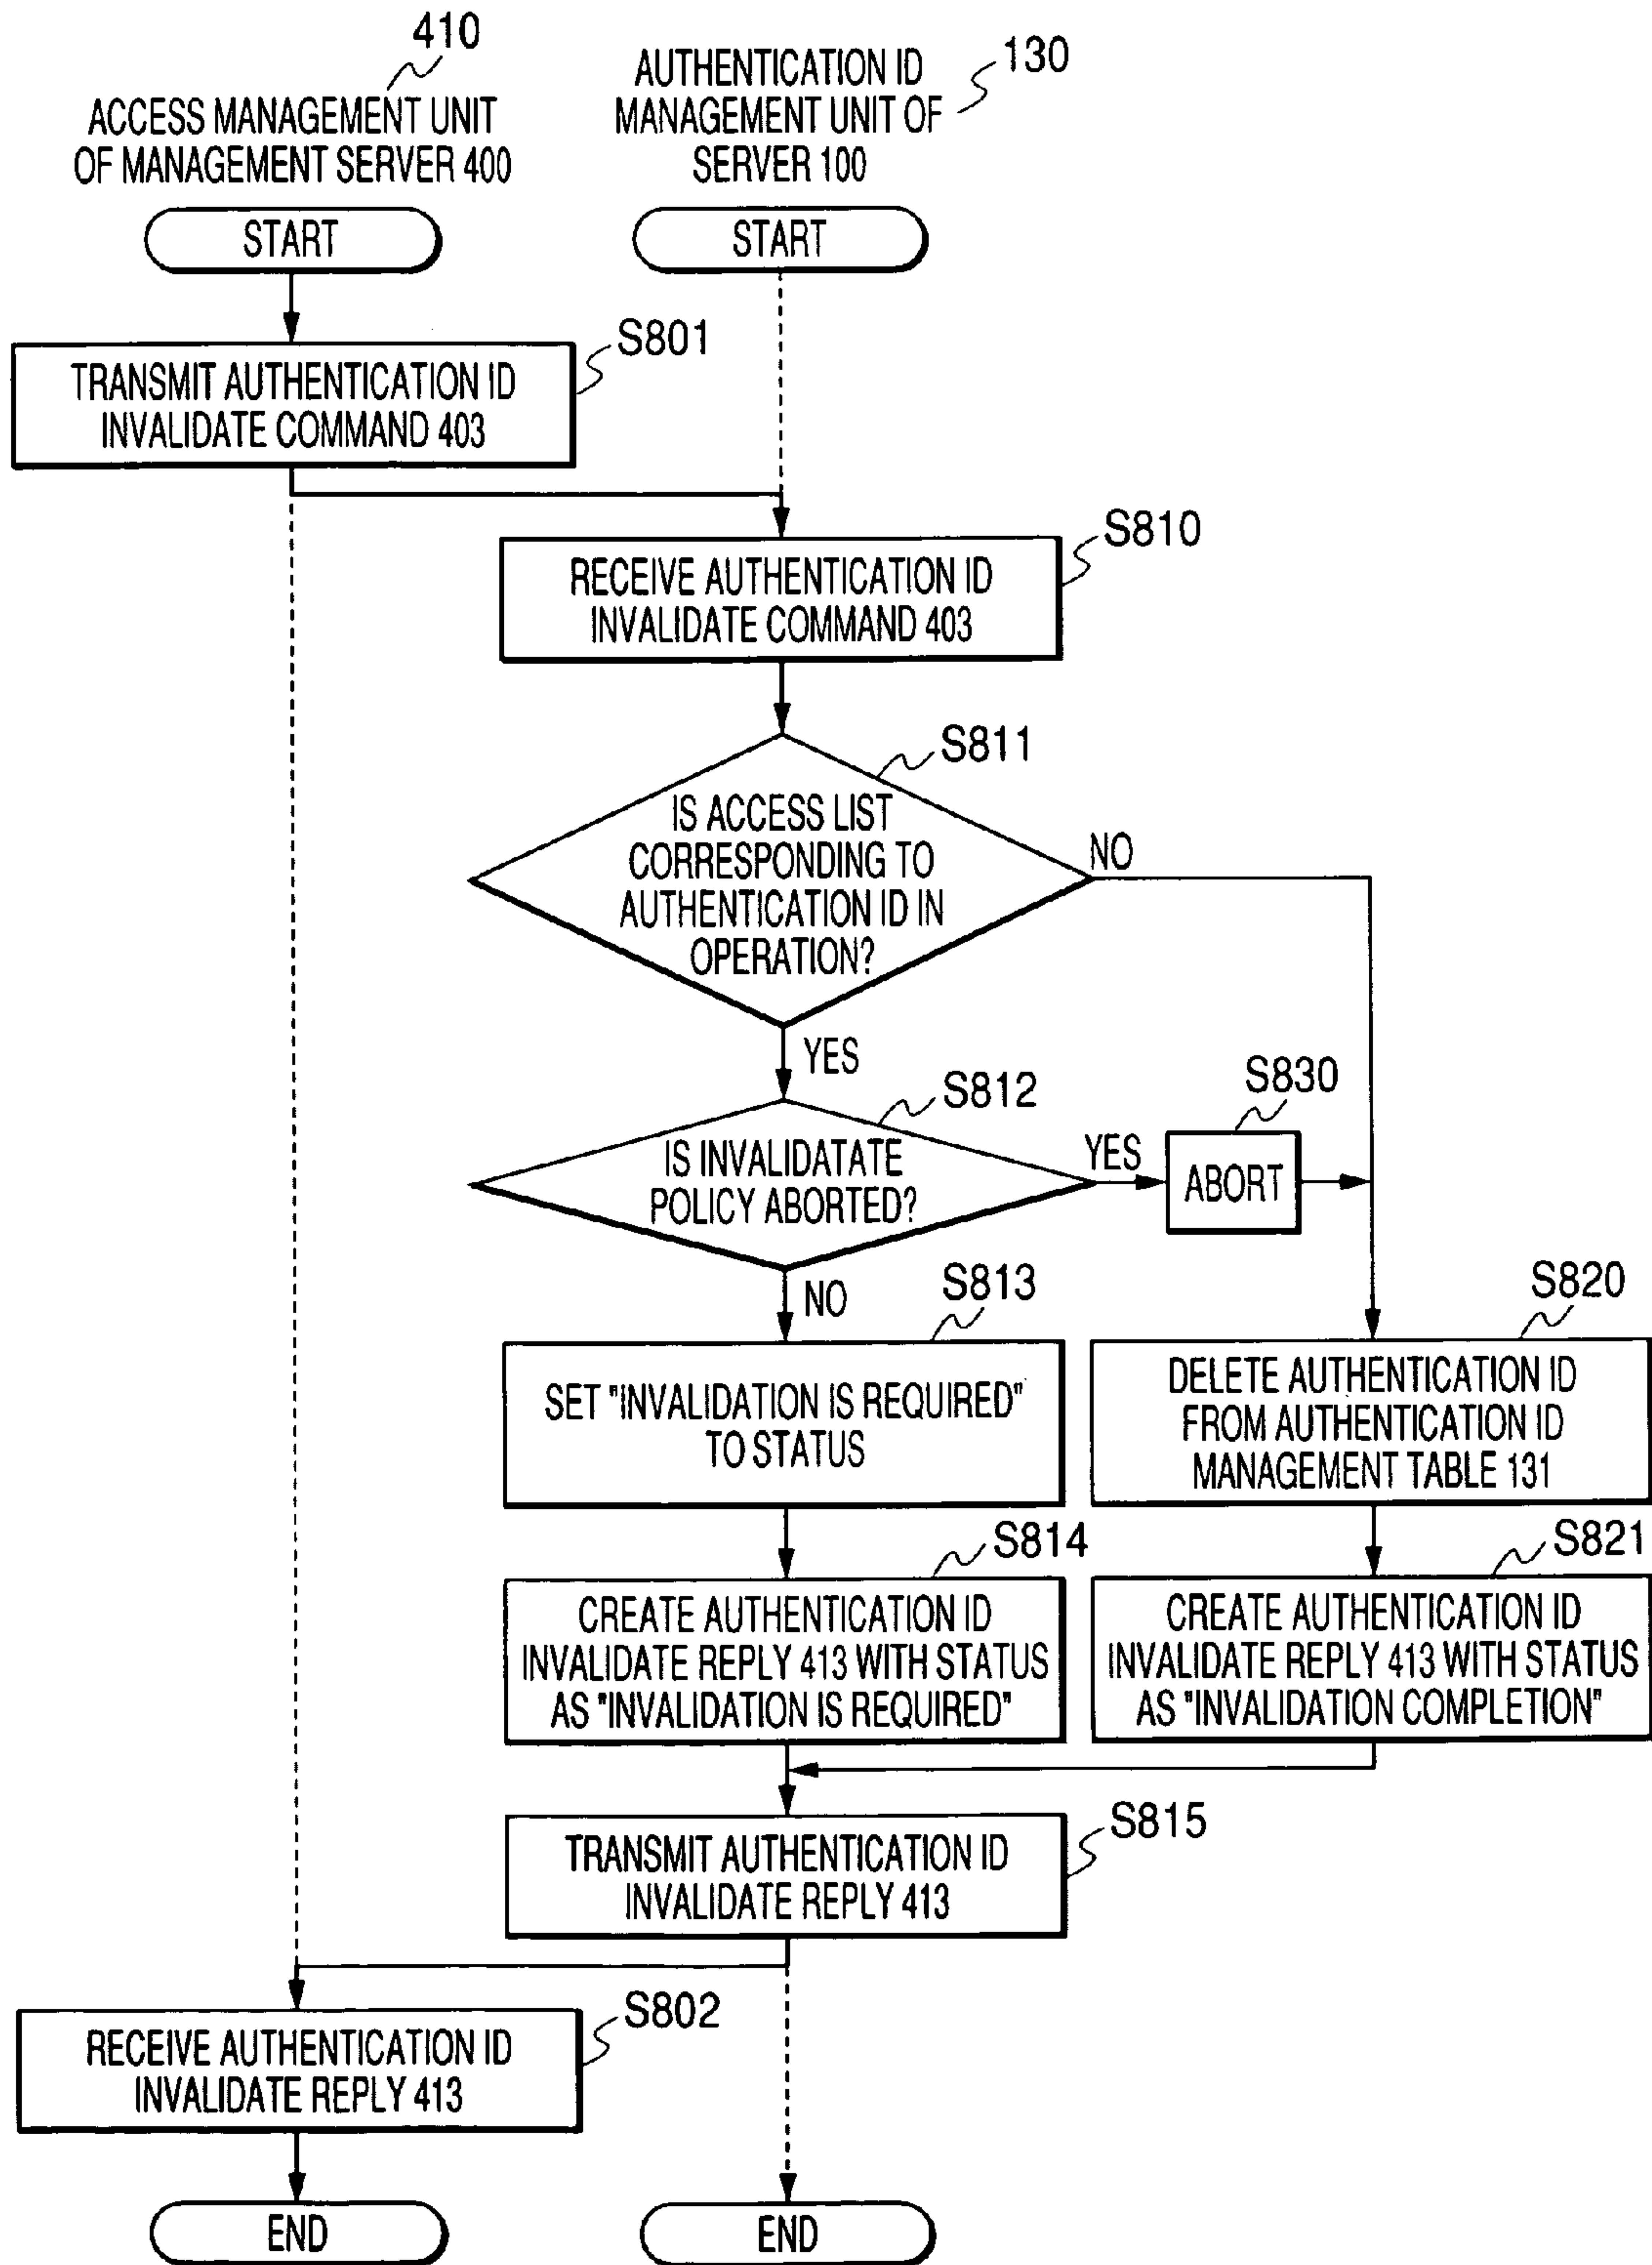 410
ACCESS MANAGEMENT UNIT
OF MANAGEMENT SERVER 400
AUTHENTICATION ID
MANAGEMENT UNIT OF
SERVER 100
130
START
START
S801
TRANSMIT AUTHENTICATION ID
INVALIDATE COMMAND 403
S810
RECEIVE AUTHENTICATION ID
INVALIDATE COMMAND 403
S811
IS ACCESS LIST
CORRESPONDING TO
AUTHENTICATION ID IN
OPERATION?
NO
YES
S812
IS INVALIDATATE
POLICY ABORTED?
YES
S830
ABORT
NO
S813
SET "INVALIDATION IS REQUIRED"
TO STATUS
S820
DELETE AUTHENTICATION ID
FROM AUTHENTICATION ID
MANAGEMENT TABLE 131
S814
CREATE AUTHENTICATION ID
INVALIDATE REPLY 413 WITH STATUS
AS "INVALIDATION IS REQUIRED"
S821
CREATE AUTHENTICATION ID
INVALIDATE REPLY 413 WITH STATUS
AS "INVALIDATION COMPLETION"
S815
TRANSMIT AUTHENTICATION ID
INVALIDATE REPLY 413
S802
RECEIVE AUTHENTICATION ID
INVALIDATE REPLY 413
END
END